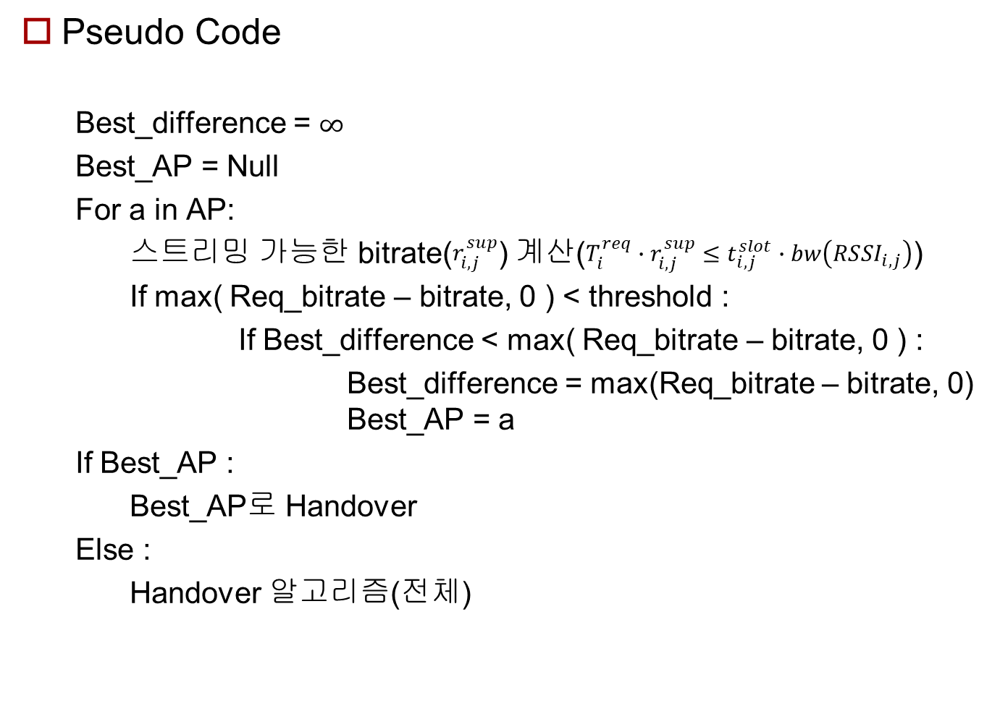 Pseudo Code
Best_difference = ∞
Best_AP = Null
For a in AP:
스트리밍 가능한 bitrate($r_{i,j}^{sup}$) 계산($T_i^{req} \cdot r_{i,j}^{sup} \leq t_{i,j}^{slot} \cdot bw(RSSI_{i,j})$)
If max( Req_bitrate – bitrate, 0 ) < threshold :
If Best_difference < max( Req_bitrate – bitrate, 0 ) :
Best_difference = max(Req_bitrate – bitrate, 0)
Best_AP = a
If Best_AP :
Best_AP로 Handover
Else :
Handover 알고리즘(전체)